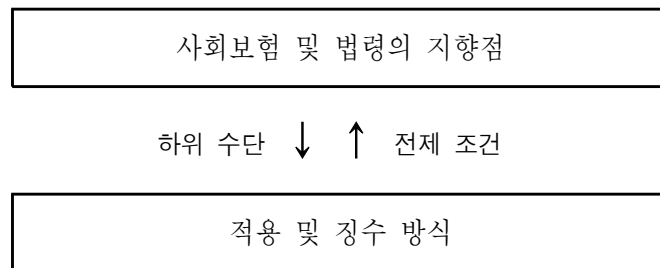 사회보험 및 법령의 지향점
하위 수단 ↓ ↑ 전제 조건
적용 및 징수 방식